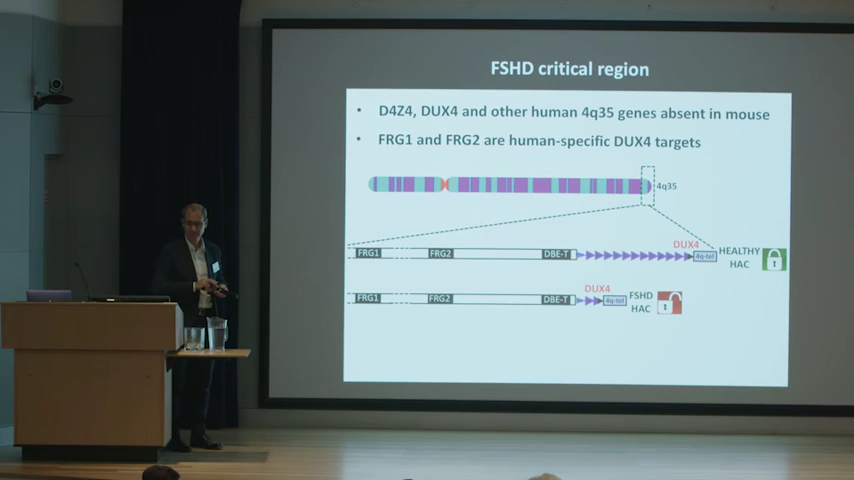 FSHD critical region
• D4Z4, DUX4 and other human 4q35 genes absent in mouse
• FRG1 and FRG2 are human-specific DUX4 targets
4q35
DUX4
FRG1 FRG2 DBE-T 4q-tel HEALTHY HAC
DUX4
FRG1 FRG2 DBE-T 4q-tel FSHD HAC